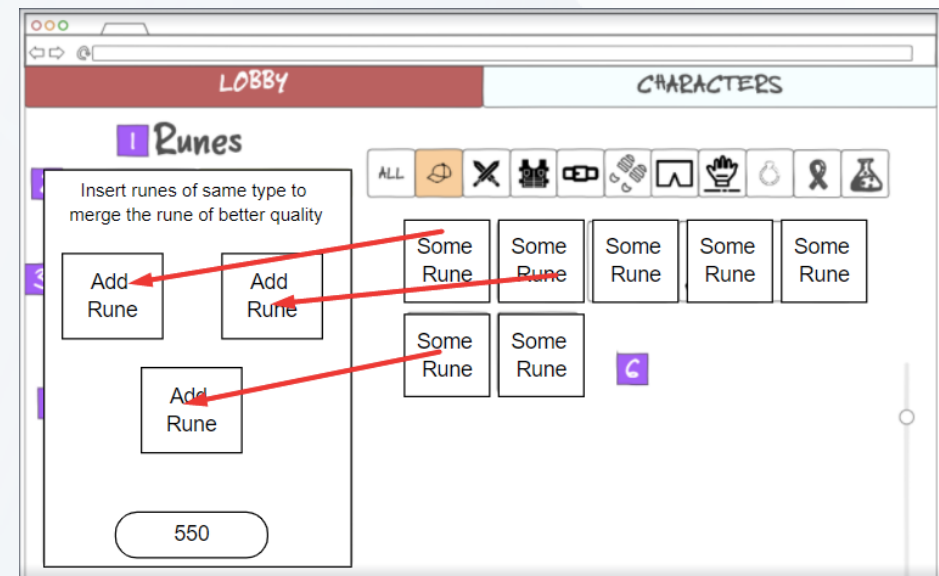 LOBBY
CHARACTERS
1 Runes
ALL
Insert runes of same type to
merge the rune of better quality
Add
Rune
Add
Rune
Add
Rune
550
Some
Rune
Some
Rune
Some
Rune
Some
Rune
Some
Rune
Some
Rune
Some
Rune
6
3